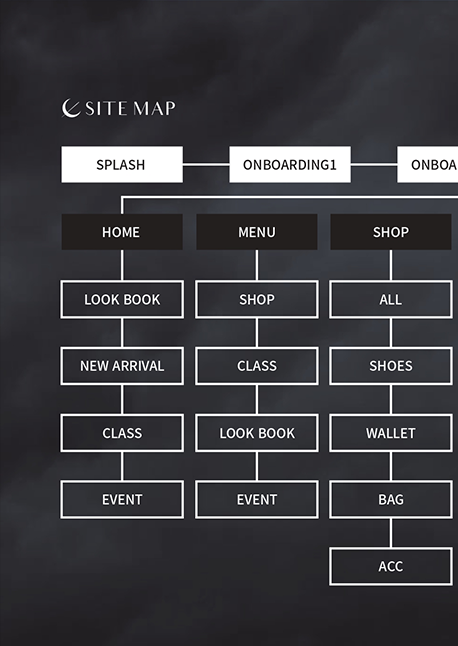 SITE MAP
SPLASH
ONBOARDING1
ONBOA
HOME
MENU
SHOP
LOOK BOOK
SHOP
ALL
NEW ARRIVAL
CLASS
SHOES
CLASS
LOOK BOOK
WALLET
EVENT
EVENT
BAG
ACC